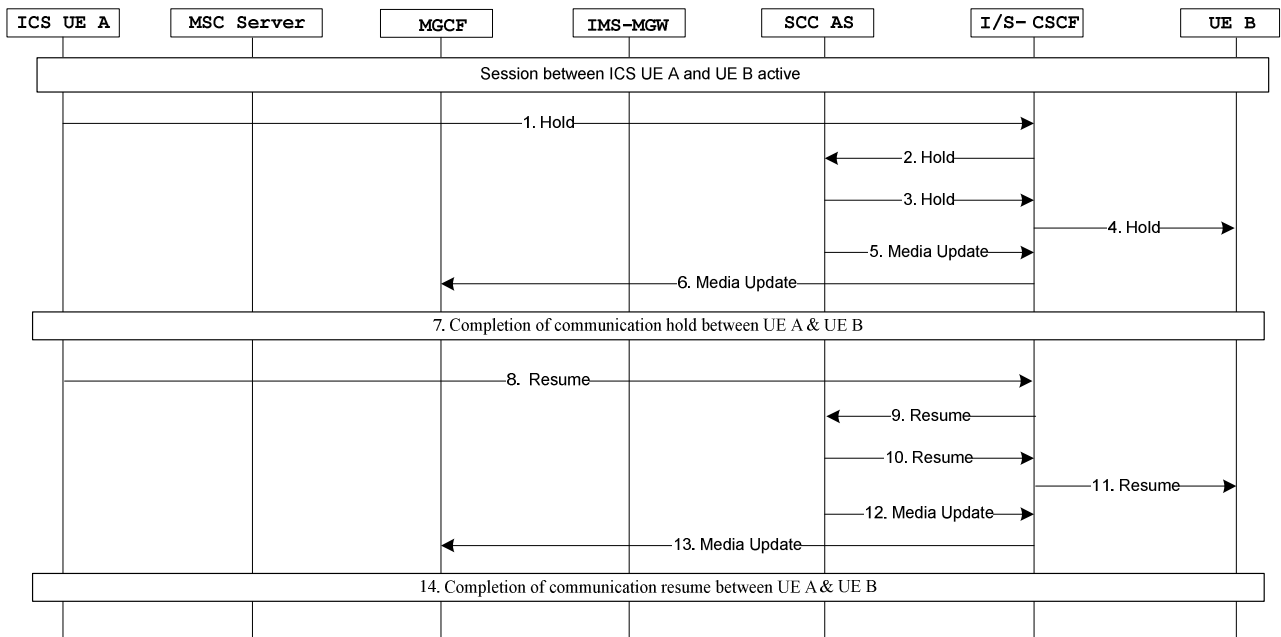 ICS UE A
MSC Server
MGCF
IMS-MGW
SCC AS
I/S- CSCF
UE B
Session between ICS UE A and UE B active
1. Hold
2. Hold
3. Hold
4. Hold
5. Media Update
6. Media Update
7. Completion of communication hold between UE A & UE B
8. Resume
9. Resume
10. Resume
11. Resume
12. Media Update
13. Media Update
14. Completion of communication resume between UE A & UE B